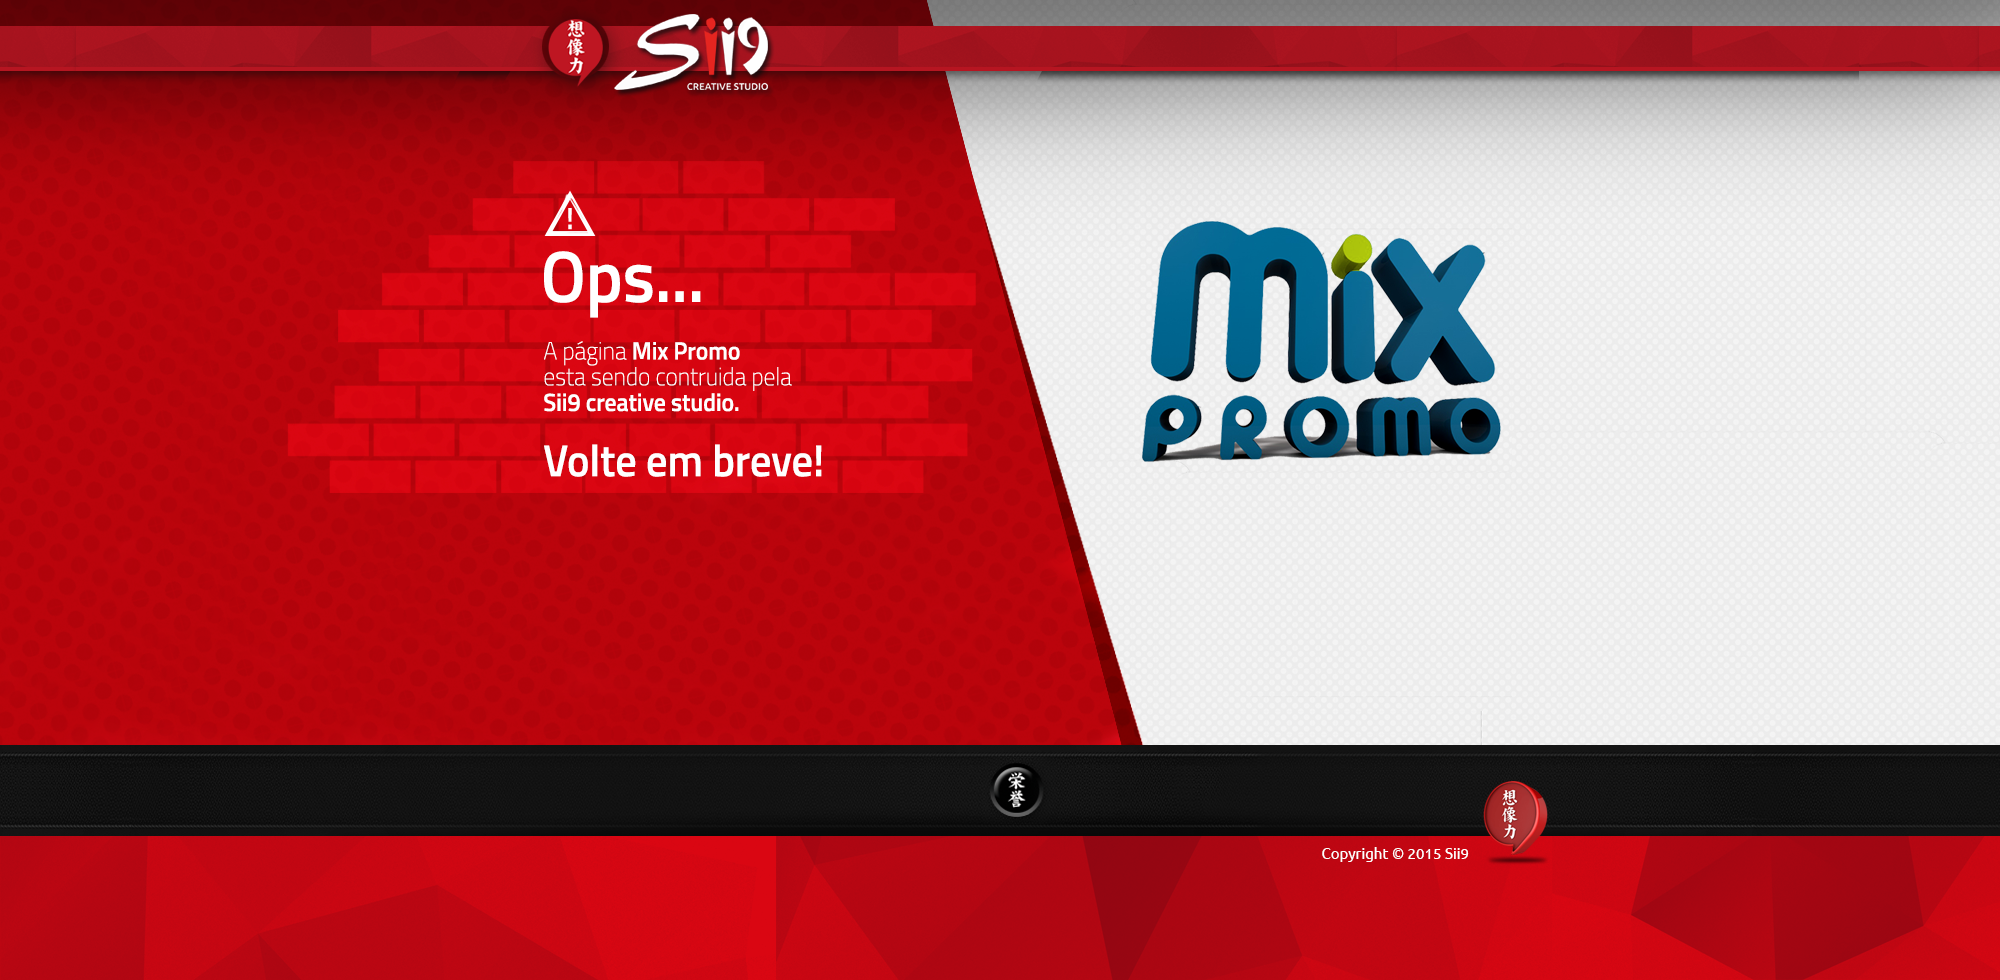 想像力
Sii9
CREATIVE STUDIO
Ops...
A página Mix Promo
esta sendo contruida pela
Sii9 creative studio.
Volte em breve!
mix
PROMO
栄誉
想像力
Copyright © 2015 Sii9